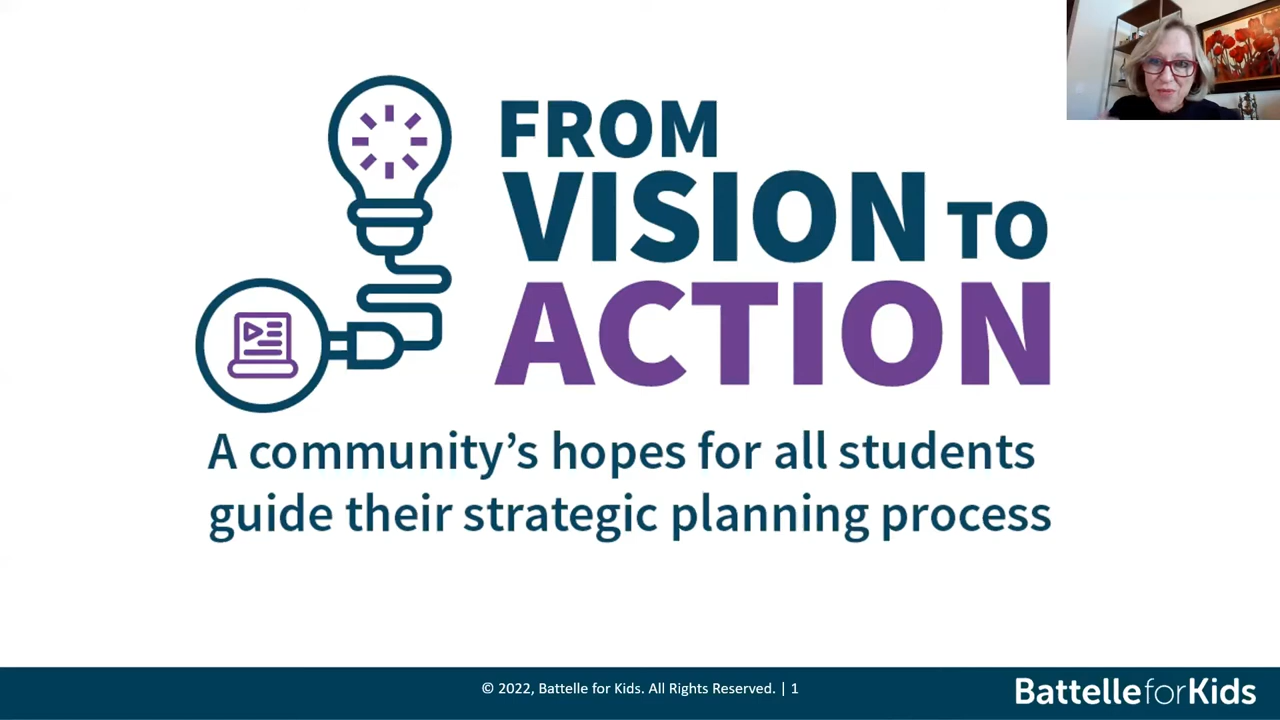 FROM
VISION TO
ACTION
A community’s hopes for all students
guide their strategic planning process
© 2022, Battelle for Kids. All Rights Reserved. | 1
BattelleforKids